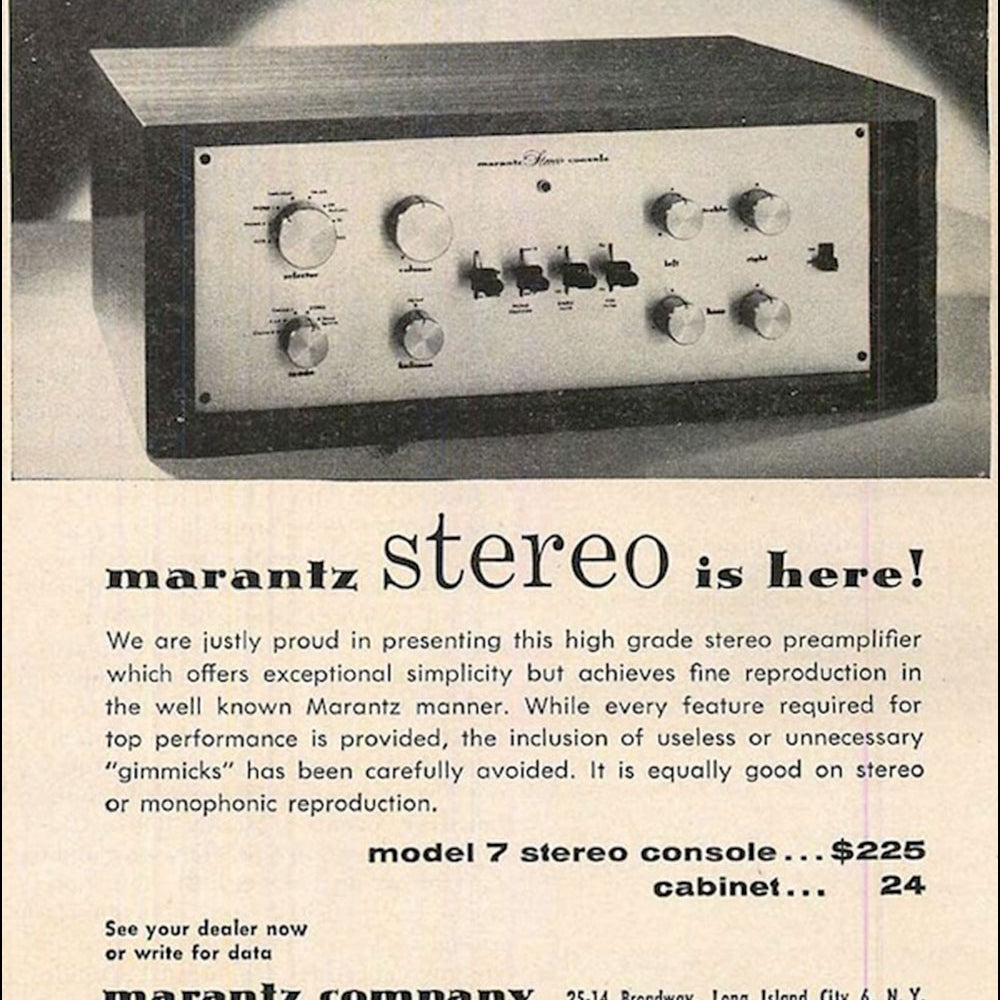 marantz Stereo console
selector
volume
left
right
bass
balance
marantz stereo is here!
We are justly proud in presenting this high grade stereo preamplifier
which offers exceptional simplicity but achieves fine reproduction in
the well known Marantz manner. While every feature required for
top performance is provided, the inclusion of useless or unnecessary
"gimmicks" has been carefully avoided. It is equally good on stereo
or monophonic reproduction.
model 7 stereo console...$225
cabinet... 24
See your dealer now
or write for data
marantz company 25-14 Broadway, Long Island City 6, N. Y.